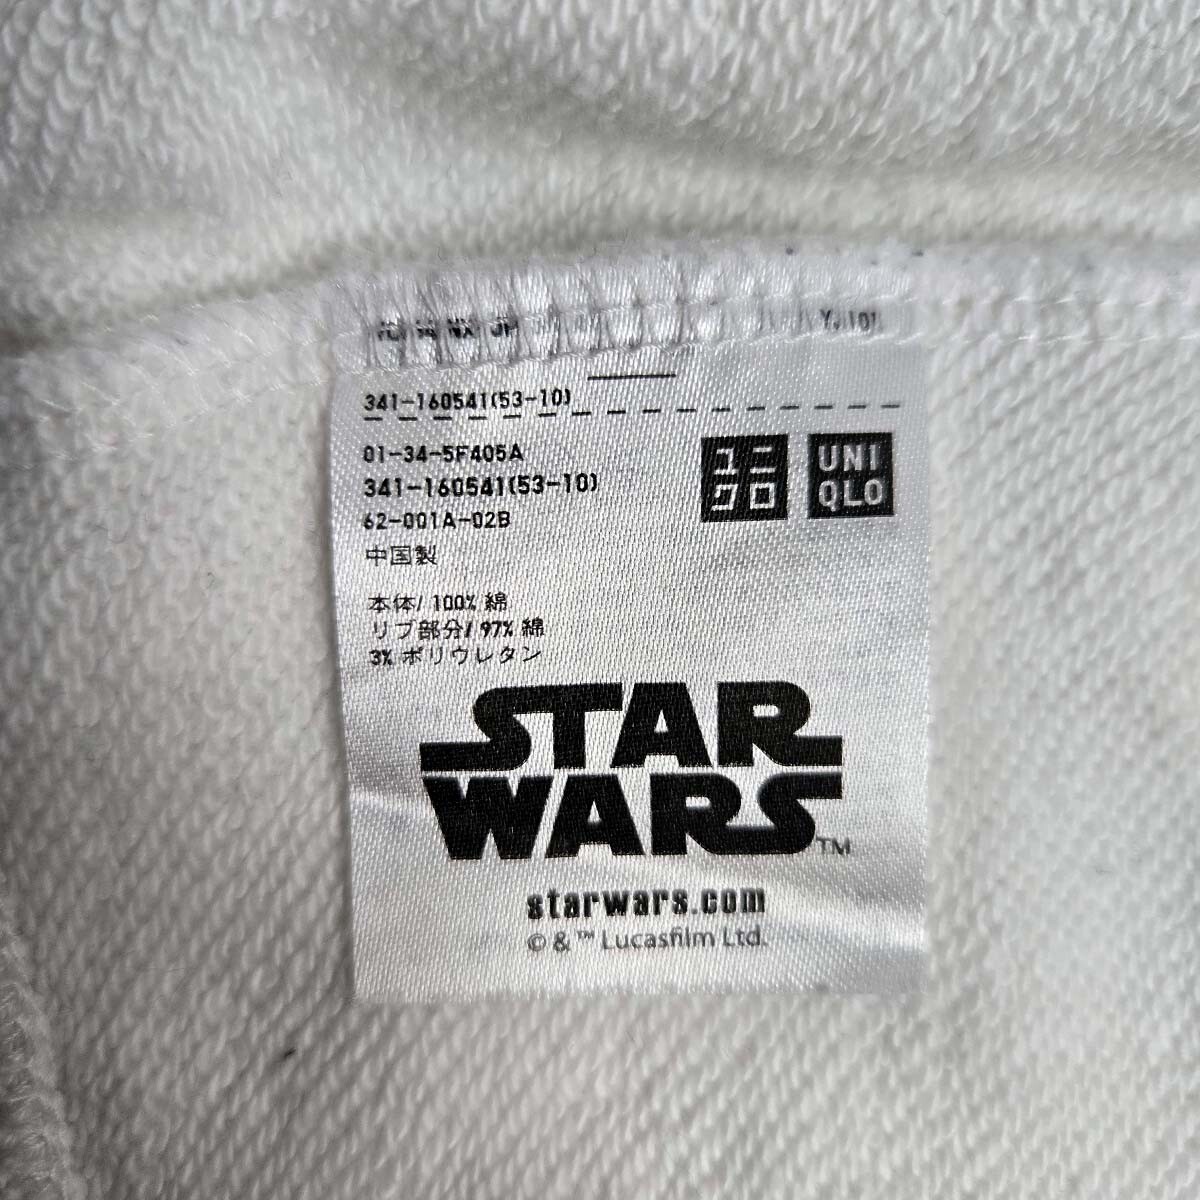 341-160541(53-10)
01-34-5F405A
341-160541(53-10)
62-001A-02B
中国製
ユニ
クロ
UNI
QLO
本体/ 100% 綿
リブ部分/ 97% 綿
3% ポリウレタン
STAR
WARS™
starwars.com
© & ™ Lucasfilm Ltd.